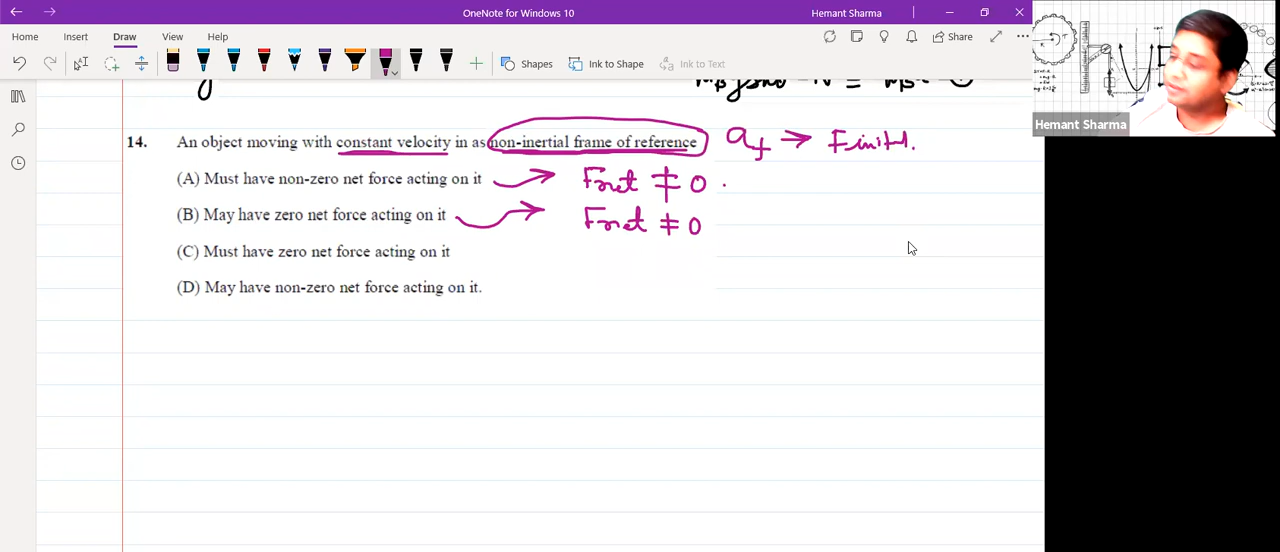 OneNote for Windows 10
Hemant Sharma
Home Insert Draw View Help
Share
Shapes Ink to Shape Ink to Text
14. An object moving with constant velocity in as non-inertial frame of reference af → Finite.
(A) Must have non-zero net force acting on it → Fnet ≠ 0.
(B) May have zero net force acting on it → Fnet ≠ 0
(C) Must have zero net force acting on it
(D) May have non-zero net force acting on it.
Hemant Sharma